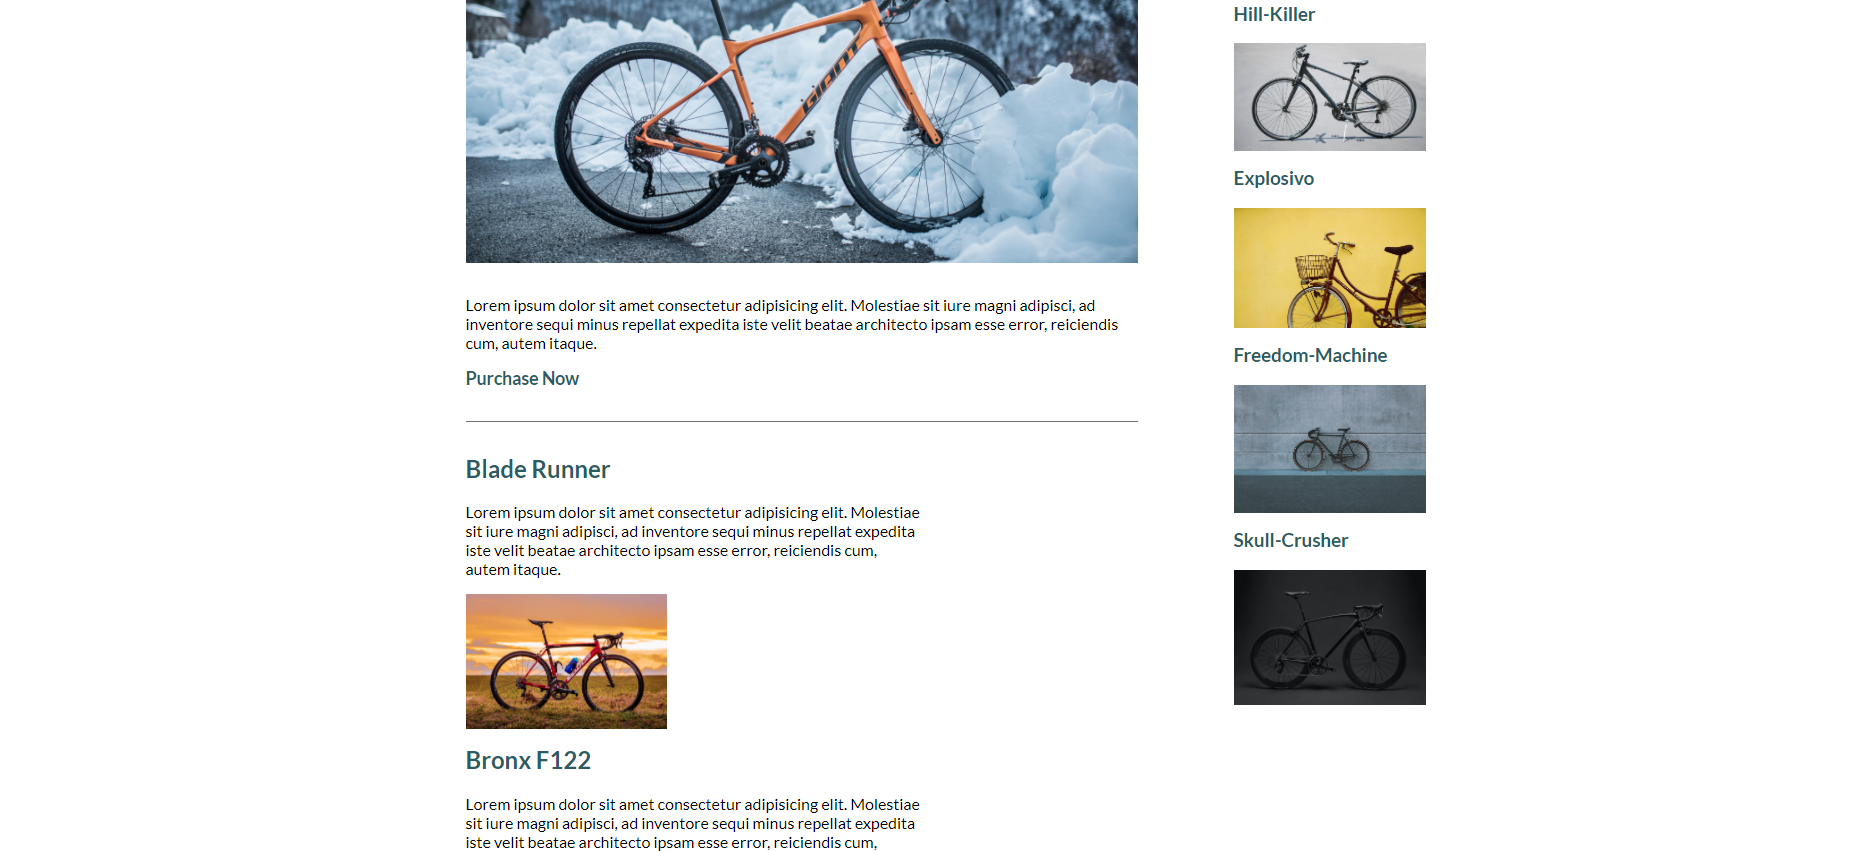 GIANT
Lorem ipsum dolor sit amet consectetur adipisicing elit. Molestiae sit iure magni adipisci, ad
inventore sequi minus repellat expedita iste velit beatae architecto ipsam esse error, reiciendis
cum, autem itaque.
Purchase Now
Blade Runner
Lorem ipsum dolor sit amet consectetur adipisicing elit. Molestiae
sit iure magni adipisci, ad inventore sequi minus repellat expedita
iste velit beatae architecto ipsam esse error, reiciendis cum,
autem itaque.
Bronx F122
Lorem ipsum dolor sit amet consectetur adipisicing elit. Molestiae
sit iure magni adipisci, ad inventore sequi minus repellat expedita
iste velit beatae architecto ipsam esse error, reiciendis cum,
Hill-Killer
Explosivo
Freedom-Machine
Skull-Crusher